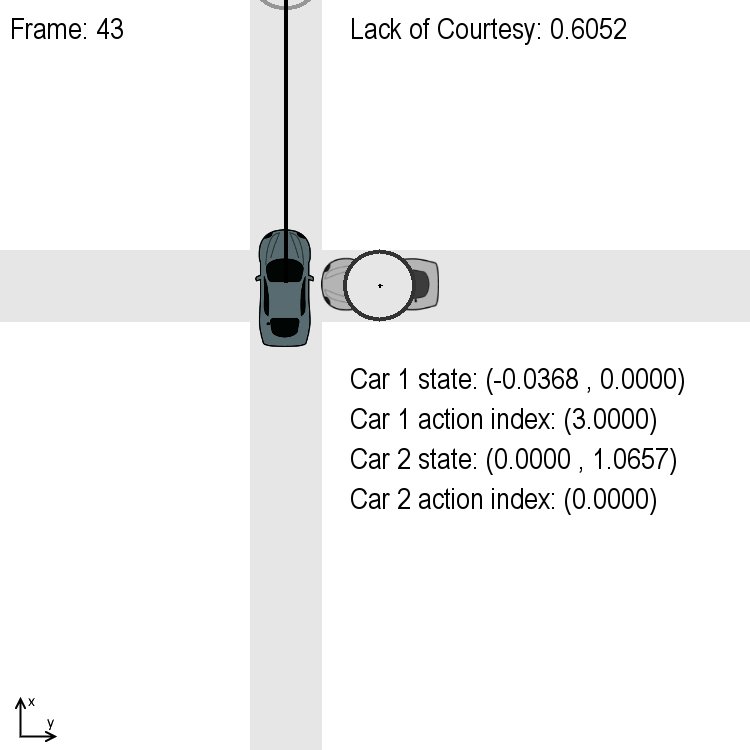 Frame: 43
Lack of Courtesy: 0.6052
Car 1 state: (-0.0368 , 0.0000)
Car 1 action index: (3.0000)
Car 2 state: (0.0000 , 1.0657)
Car 2 action index: (0.0000)
x
y